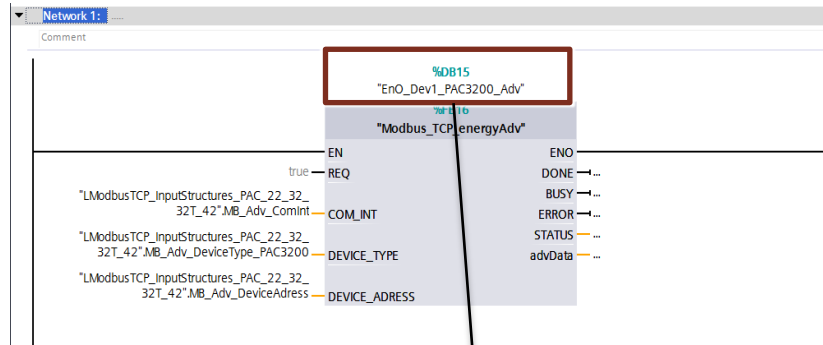 Network 1: .....
Comment
%DB15
"EnO_Dev1_PAC3200_Adv"
%FB16
"Modbus_TCP_energyAdv"
EN ENO
true REQ DONE ...
"LModbusTCP_InputStructures_PAC_22_32_ BUSY ...
32T_42".MB_Adv_ComInt COM_INT ERROR ...
"LModbusTCP_InputStructures_PAC_22_32_ STATUS ...
32T_42".MB_Adv_DeviceType_PAC3200 DEVICE_TYPE advData ...
"LModbusTCP_InputStructures_PAC_22_32_
32T_42".MB_Adv_DeviceAdress DEVICE_ADRESS